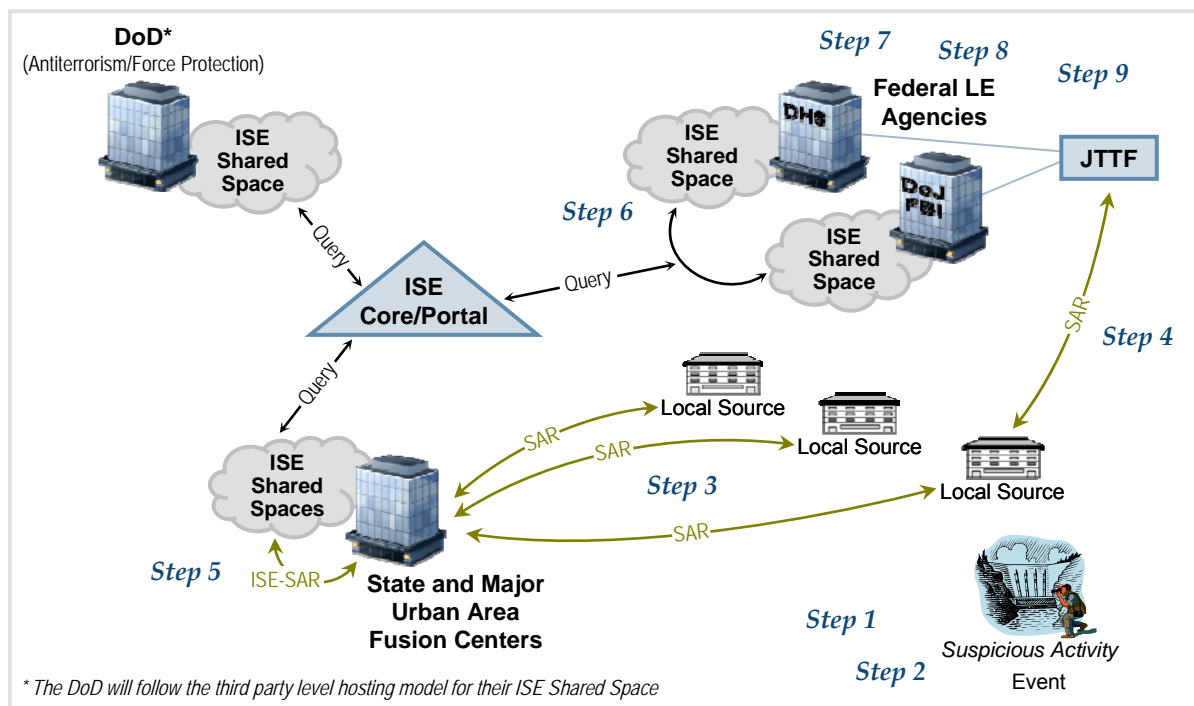 DoD*
(Antiterrorism/Force Protection)
ISE
Shared
Space
Step 7
Step 8
Step 9
Federal LE
Agencies
DHS
ISE
Shared
Space
DoJ
FBI
JTTF
Step 6
ISE
Shared
Space
Query
Query
ISE
Core/Portal
Query
SAR
Step 4
Local Source
Local Source
Local Source
SAR
SAR
Step 3
SAR
ISE
Shared
Spaces
Step 5
ISE-SAR
State and Major
Urban Area
Fusion Centers
Step 1
Step 2
Suspicious Activity
Event
* The DoD will follow the third party level hosting model for their ISE Shared Space